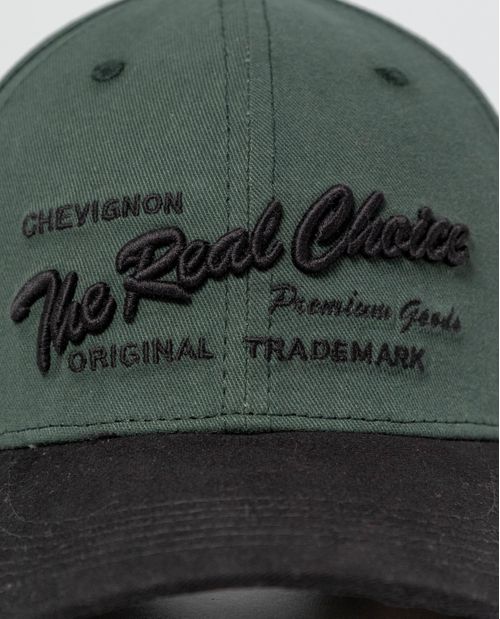 CHEVIGNON
The Real Choice
Premium Goods
ORIGINAL TRADEMARK